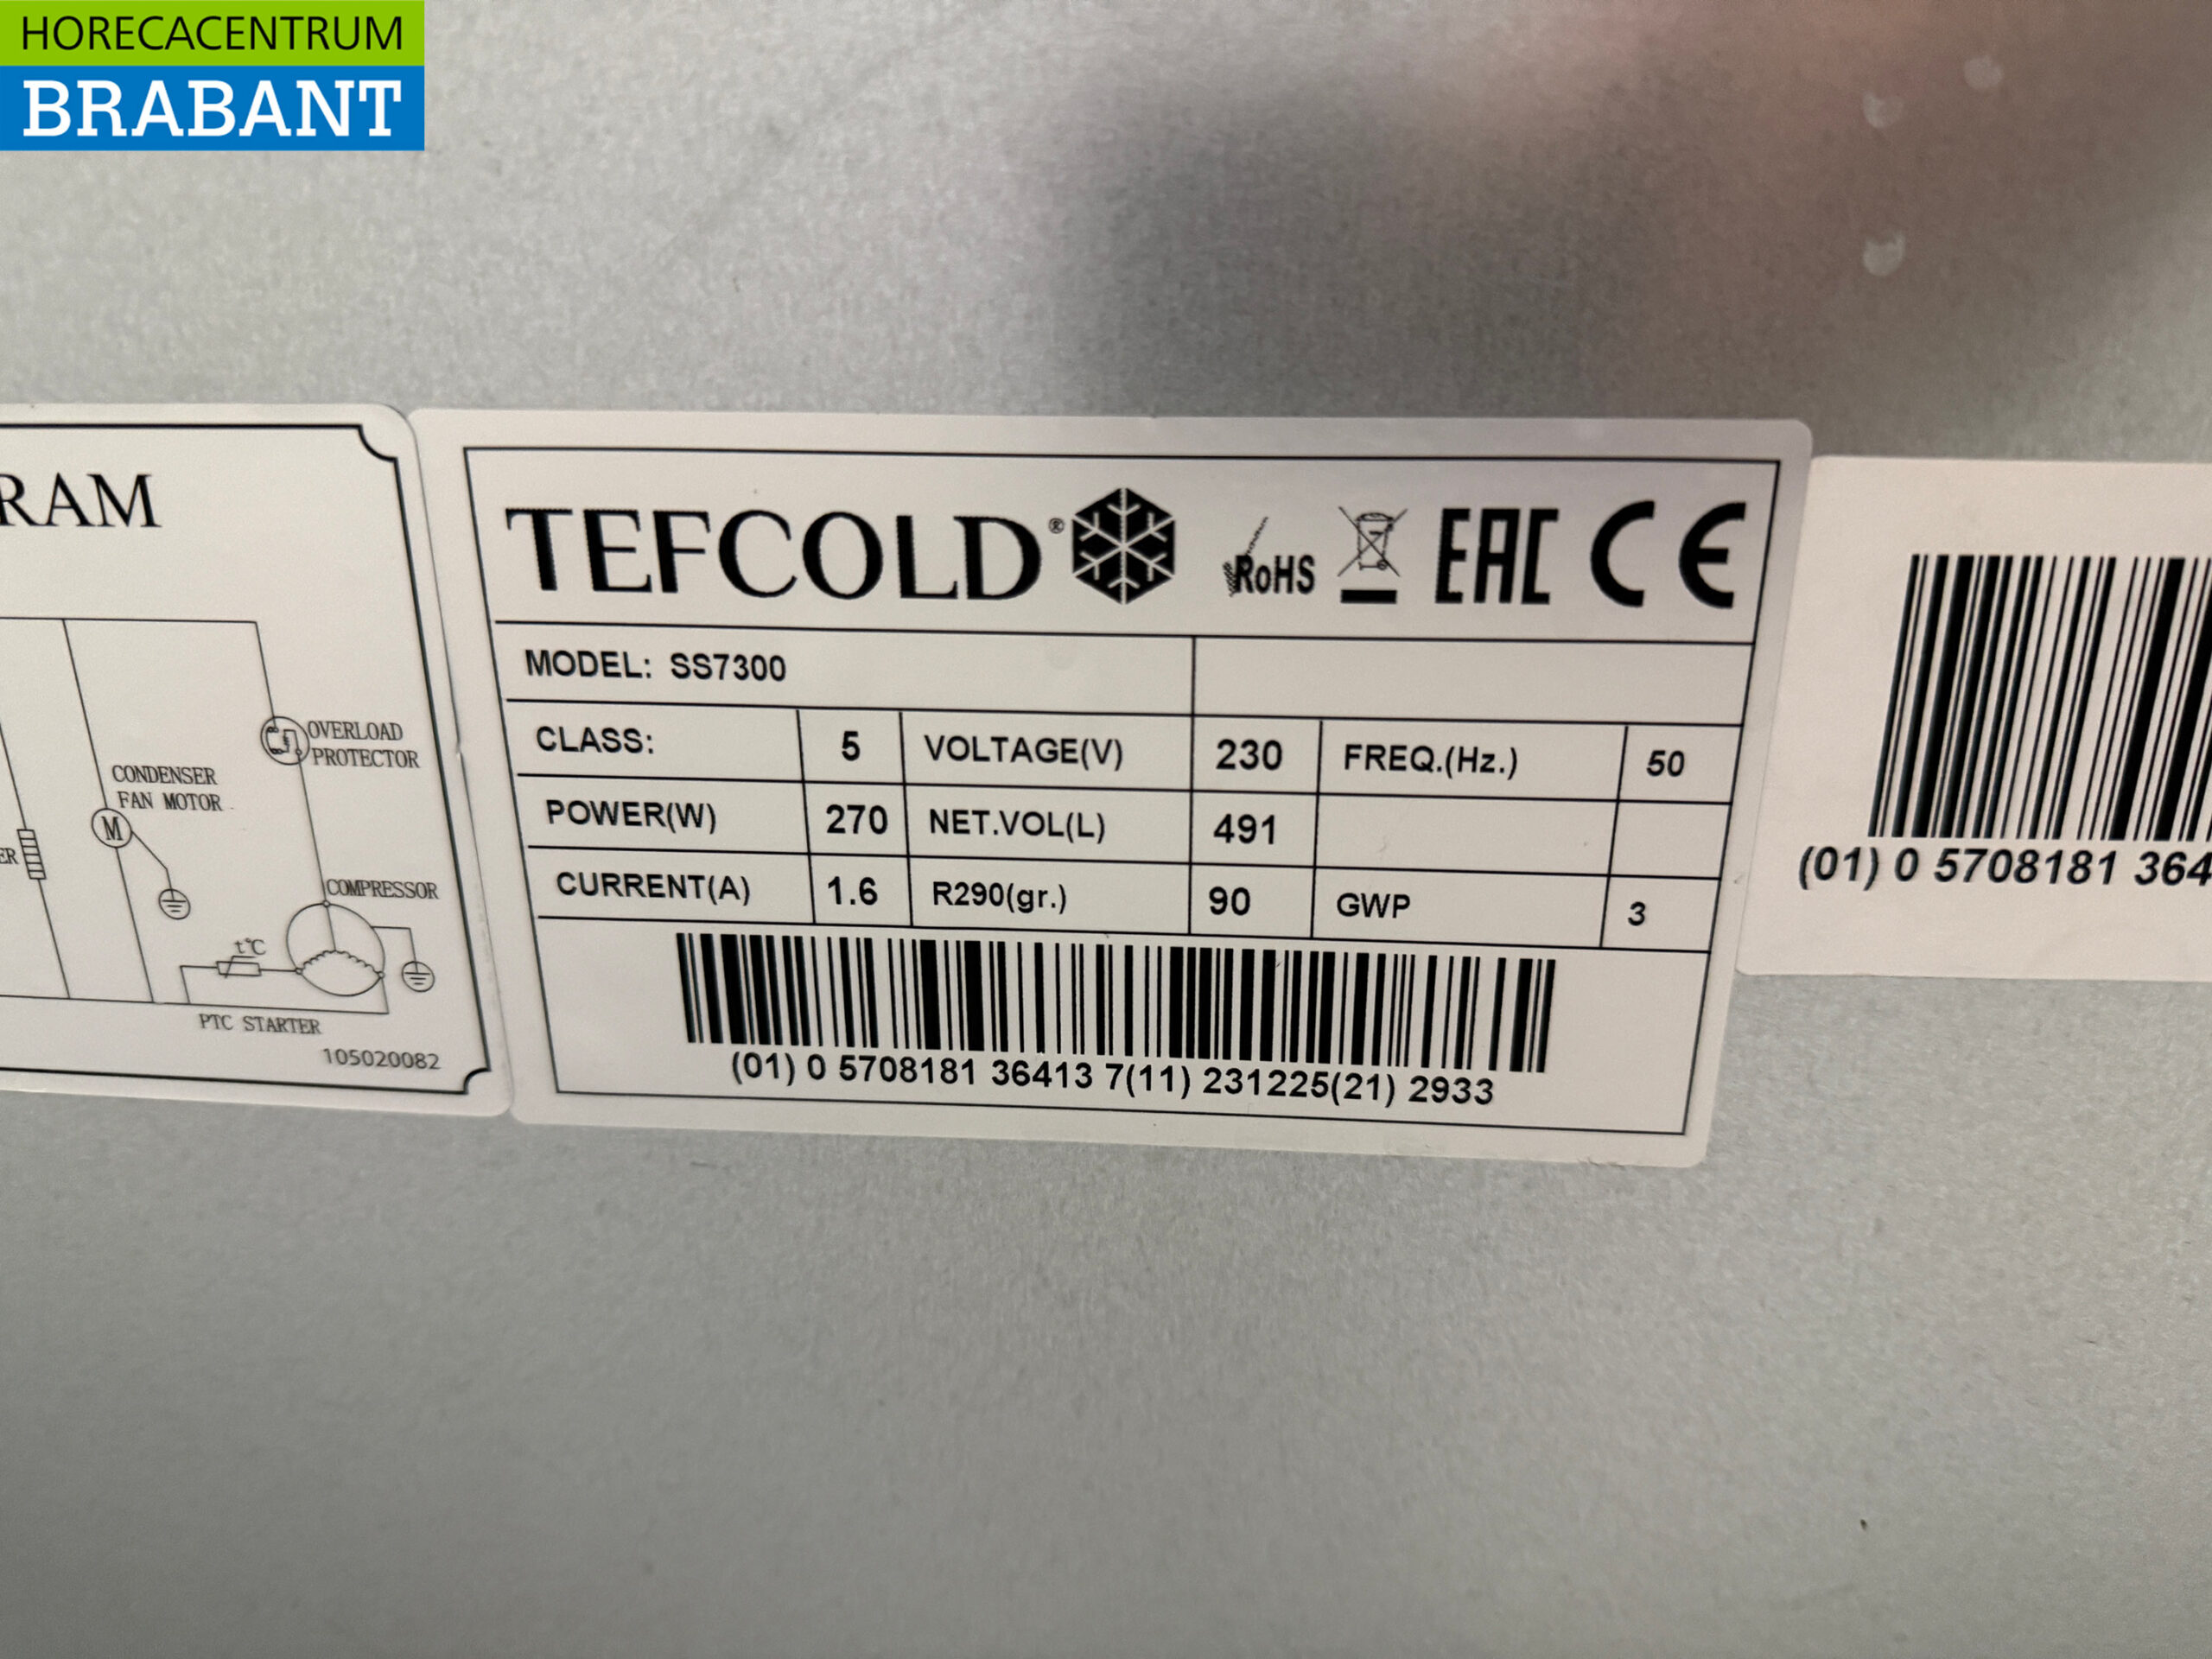 HORECACENTRUM
BRABANT
RAM
OVERLOAD
PROTECTOR
CONDENSER
FAN MOTOR
M
ER
COMPRESSOR
t°C
PTC STARTER
105020082
TEFCOLD® RoHS EAC CE
MODEL: SS7300
CLASS: 5 VOLTAGE(V) 230 FREQ.(Hz.) 50
POWER(W) 270 NET.VOL(L) 491
CURRENT(A) 1.6 R290(gr.) 90 GWP 3
(01) 0 5708181 36413 7(11) 231225(21) 2933
(01) 0 5708181 364